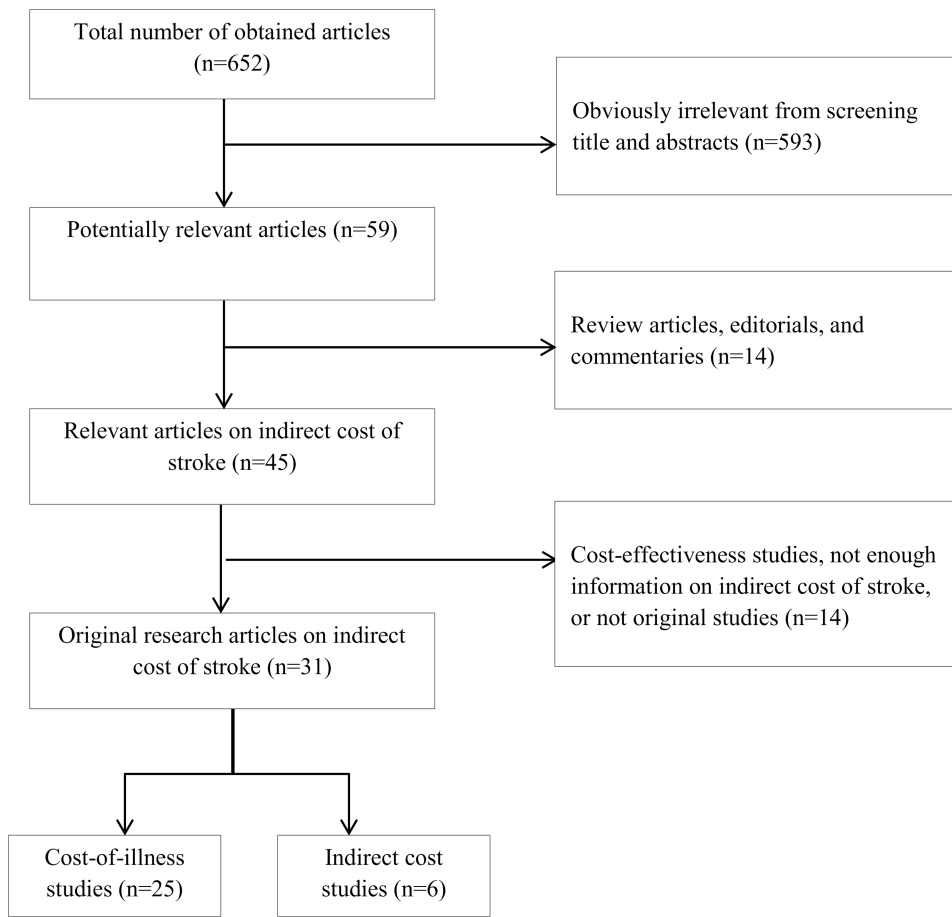 Total number of obtained articles
(n=652)
Obviously irrelevant from screening
title and abstracts (n=593)
Potentially relevant articles (n=59)
Review articles, editorials, and
commentaries (n=14)
Relevant articles on indirect cost of
stroke (n=45)
Cost-effectiveness studies, not enough
information on indirect cost of stroke,
or not original studies (n=14)
Original research articles on indirect
cost of stroke (n=31)
Cost-of-illness
studies (n=25)
Indirect cost
studies (n=6)